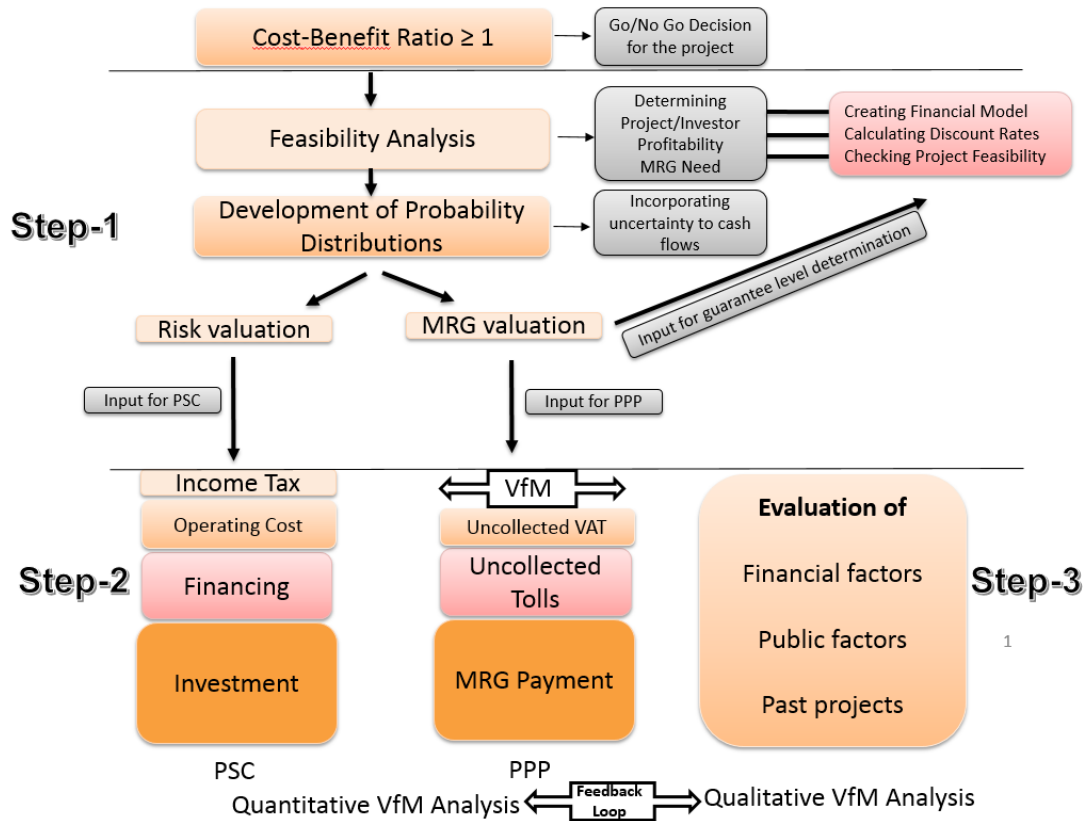 Cost-Benefit Ratio ≥ 1
Go/No Go Decision
for the project
Feasibility Analysis
Determining
Project/Investor
Profitability
MRG Need
Creating Financial Model
Calculating Discount Rates
Checking Project Feasibility
Step-1
Development of Probability
Distributions
Incorporating
uncertainty to cash
flows
Input for guarantee level determination
Risk valuation
MRG valuation
Input for PSC
Input for PPP
Step-2
Income Tax
Operating Cost
Financing
Investment
PSC
VfM
Uncollected VAT
Uncollected
Tolls
MRG Payment
PPP
Evaluation of
Financial factors
Public factors
Past projects
Step-3
1
Quantitative VfM Analysis
Feedback
Loop
Qualitative VfM Analysis